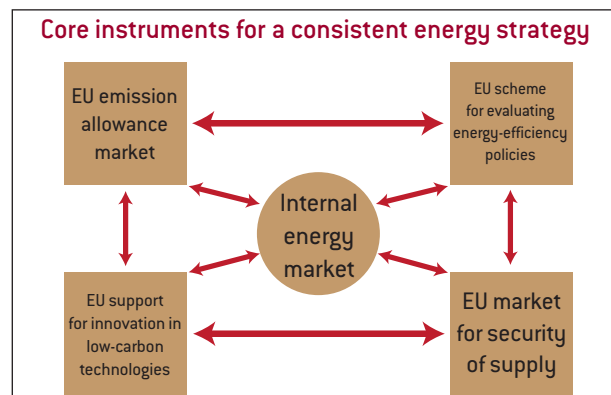 Core instruments for a consistent energy strategy
EU emission
allowance
market
EU scheme
for evaluating
energy-efficiency
policies
Internal
energy
market
EU support
for innovation in
low-carbon
technologies
EU market
for security
of supply